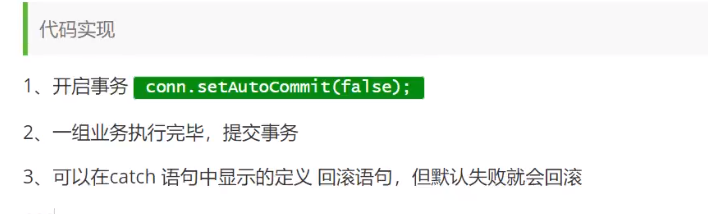 代码实现
1、开启事务 conn.setAutoCommit(false);
2、一组业务执行完毕，提交事务
3、可以在catch 语句中显示的定义 回滚语句，但默认失败就会回滚